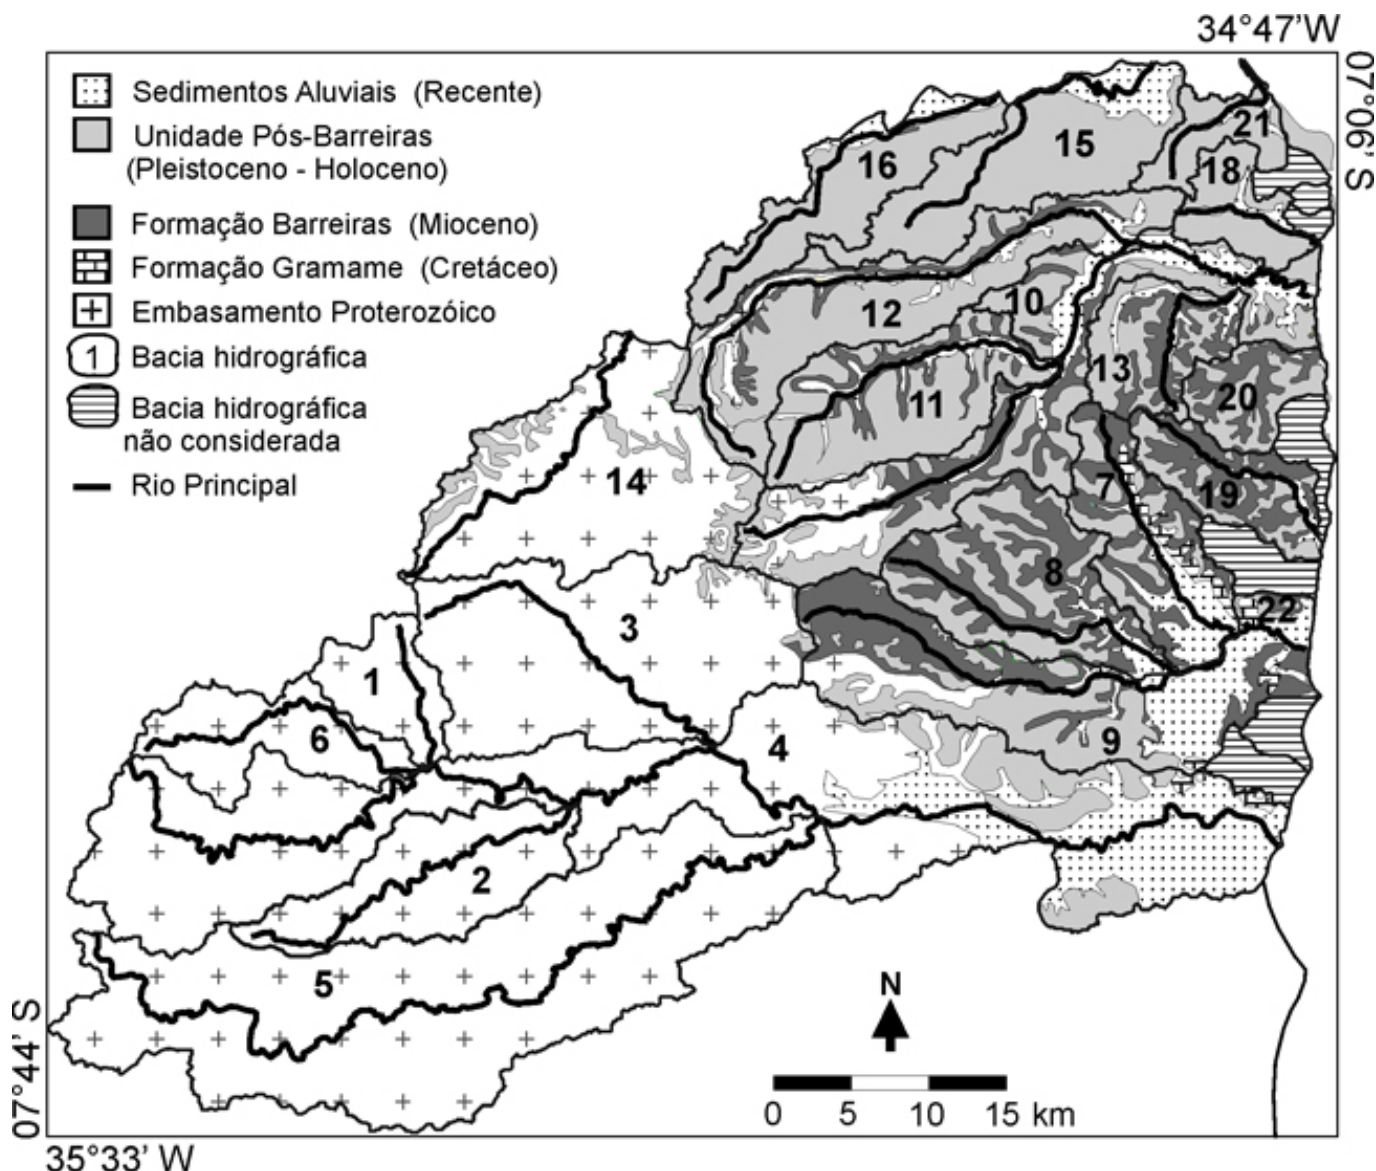 34°47'W
07°06' S
Sedimentos Aluviais (Recente)
Unidade Pós-Barreiras
(Pleistoceno - Holoceno)
Formação Barreiras (Mioceno)
Formação Gramame (Cretáceo)
Embasamento Proterozóico
1 Bacia hidrográfica
Bacia hidrográfica
não considerada
Rio Principal
21
15
16
18
10
12
13
20
11
14
7
19
8
22
3
1
6
4
9
2
5
N
0 5 10 15 km
07°44' S
35°33' W